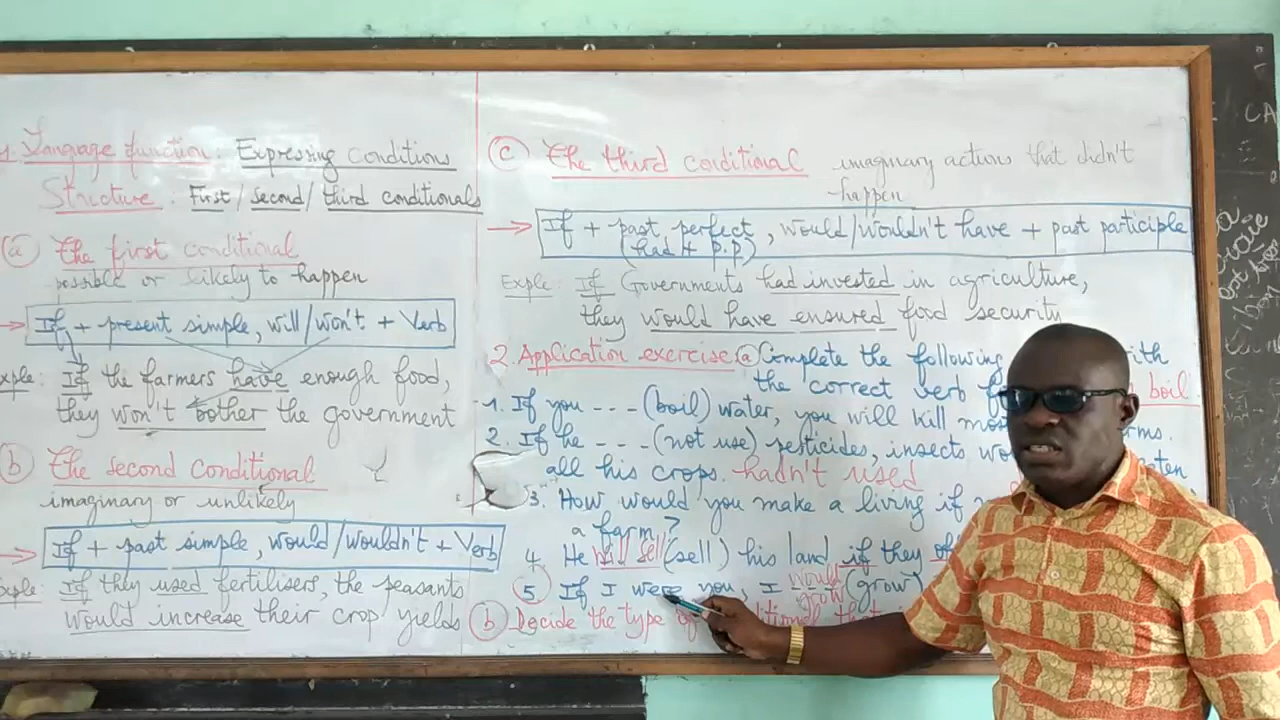 1. Language function: Expressing Conditions
Structure: First/second/third conditionals
(a) The first conditional
possible or likely to happen
If + present simple, will/won't + Verb
Exple: If the farmers have enough food,
they won't bother the government
(b) The second conditional
imaginary or unlikely
If + past simple, would/wouldn't + Verb
Exple: If they used fertilisers, the peasants
would increase their crop yields
(c) The third conditional imaginary actions that didn't
happen
If + past perfect, would/wouldn't have + past participle
(had + p.p)
Exple: If Governments had invested in agriculture,
they would have ensured food security
2. Application exercise (a) Complete the following with
the correct verb boil
1. If you --- (boil) water, you will kill
2. If he --- (not use) pesticides, insects
all his crops. hadn't used
3. How would you make a living if
a farm?
4. He will sell (sell) his land if they
5 If I were you, I would grow (grow)
(b) Decide the type of
CA